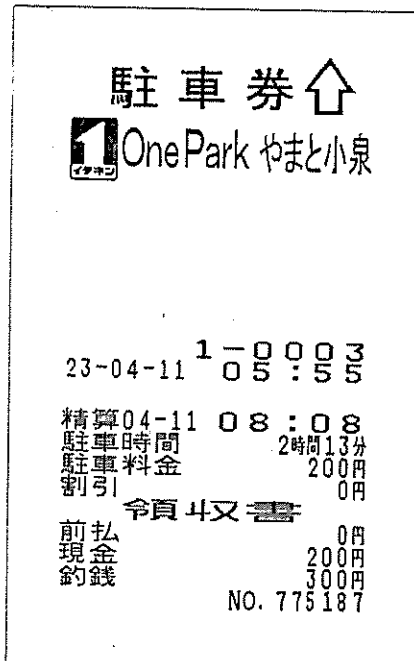 駐車券
1 イチネン OnePark やまと小泉
1-0003
23-04-11 05:55
精算04-11 08:08
駐車時間 2時間13分
駐車料金 200円
割引 0円
領収書
前払 0円
現金 200円
釣銭 300円
NO. 775187